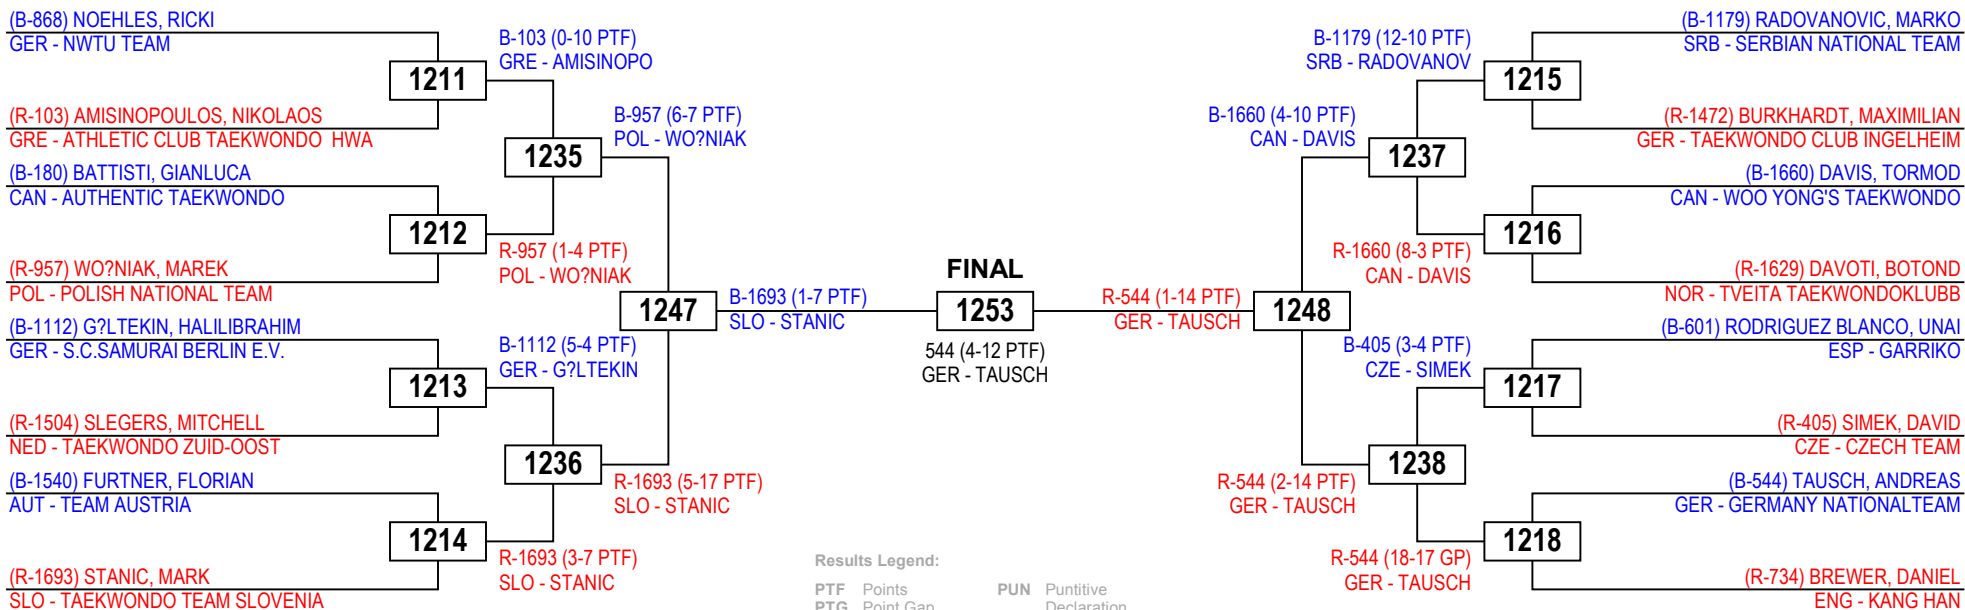 (B-868) NOEHLES, RICKI
GER - NWTU TEAM
(R-103) AMISINOPOULOS, NIKOLAOS
GRE - ATHLETIC CLUB TAEKWONDO  HWA
(B-180) BATTISTI, GIANLUCA
CAN - AUTHENTIC TAEKWONDO
(R-957) WO?NIAK, MAREK
POL - POLISH NATIONAL TEAM
(B-1112) G?LTEKIN, HALILIBRAHIM
GER - S.C.SAMURAI BERLIN E.V.
(R-1504) SLEGERS, MITCHELL
NED - TAEKWONDO ZUID-OOST
(B-1540) FURTNER, FLORIAN
AUT - TEAM AUSTRIA
(R-1693) STANIC, MARK
SLO - TAEKWONDO TEAM SLOVENIA
1211
1212
1213
1214
B-103 (0-10 PTF)
GRE - AMISINOPO
R-957 (1-4 PTF)
POL - WO?NIAK
B-1112 (5-4 PTF)
GER - G?LTEKIN
R-1693 (3-7 PTF)
SLO - STANIC
1235
1236
B-957 (6-7 PTF)
POL - WO?NIAK
R-1693 (5-17 PTF)
SLO - STANIC
1247
B-1693 (1-7 PTF)
SLO - STANIC
FINAL
1253
544 (4-12 PTF)
GER - TAUSCH
R-544 (1-14 PTF)
GER - TAUSCH
1248
B-1660 (4-10 PTF)
CAN - DAVIS
R-544 (2-14 PTF)
GER - TAUSCH
1237
1238
B-1179 (12-10 PTF)
SRB - RADOVANOV
R-1660 (8-3 PTF)
CAN - DAVIS
B-405 (3-4 PTF)
CZE - SIMEK
R-544 (18-17 GP)
GER - TAUSCH
1215
1216
1217
1218
(B-1179) RADOVANOVIC, MARKO
SRB - SERBIAN NATIONAL TEAM
(R-1472) BURKHARDT, MAXIMILIAN
GER - TAEKWONDO CLUB INGELHEIM
(B-1660) DAVIS, TORMOD
CAN - WOO YONG'S TAEKWONDO
(R-1629) DAVOTI, BOTOND
NOR - TVEITA TAEKWONDOKLUBB
(B-601) RODRIGUEZ BLANCO, UNAI
ESP - GARRIKO
(R-405) SIMEK, DAVID
CZE - CZECH TEAM
(B-544) TAUSCH, ANDREAS
GER - GERMANY NATIONALTEAM
(R-734) BREWER, DANIEL
ENG - KANG HAN
Results Legend:
PTF Points PUN Puntitive
PTG Point Gap Declaration